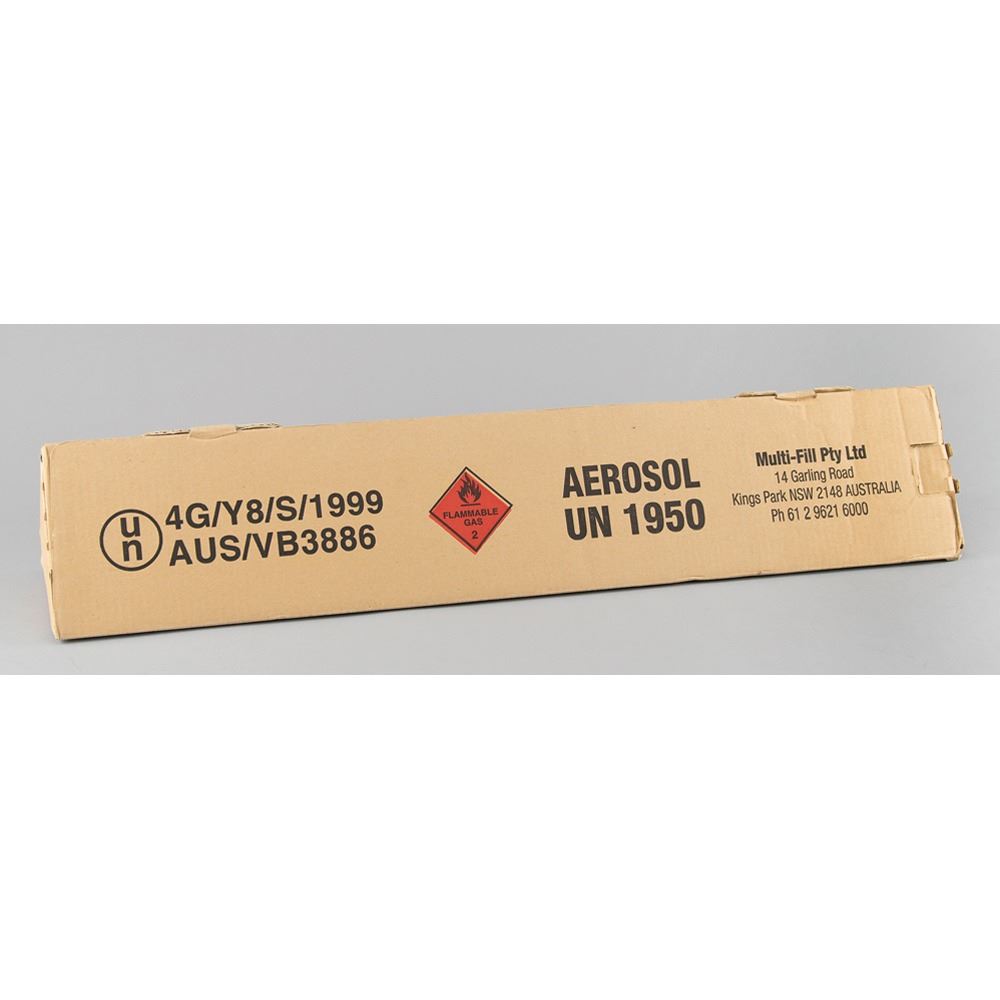 un
4G/Y8/S/1999
AUS/VB3886
FLAMMABLE
GAS
2
AEROSOL
UN 1950
Multi-Fill Pty Ltd
14 Garling Road
Kings Park NSW 2148 AUSTRALIA
Ph 61 2 9621 6000